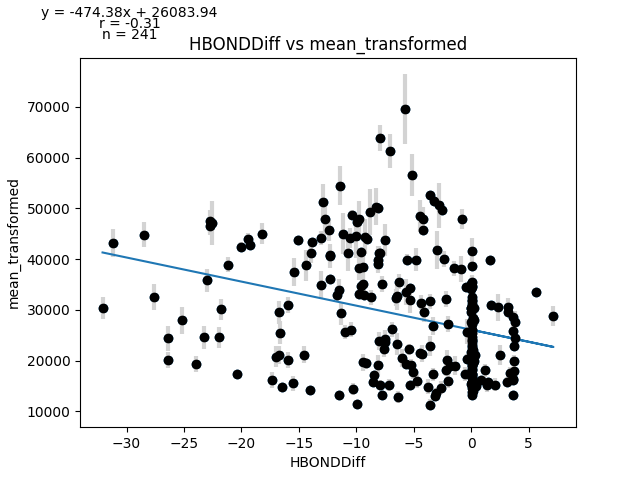 y = -474.38x + 26083.94
r = -0.31
n = 241
HBONDDiff vs mean_transformed
mean_transformed
70000
60000
50000
40000
30000
20000
10000
−30 −25 −20 −15 −10 −5 0 5
HBONDDiff